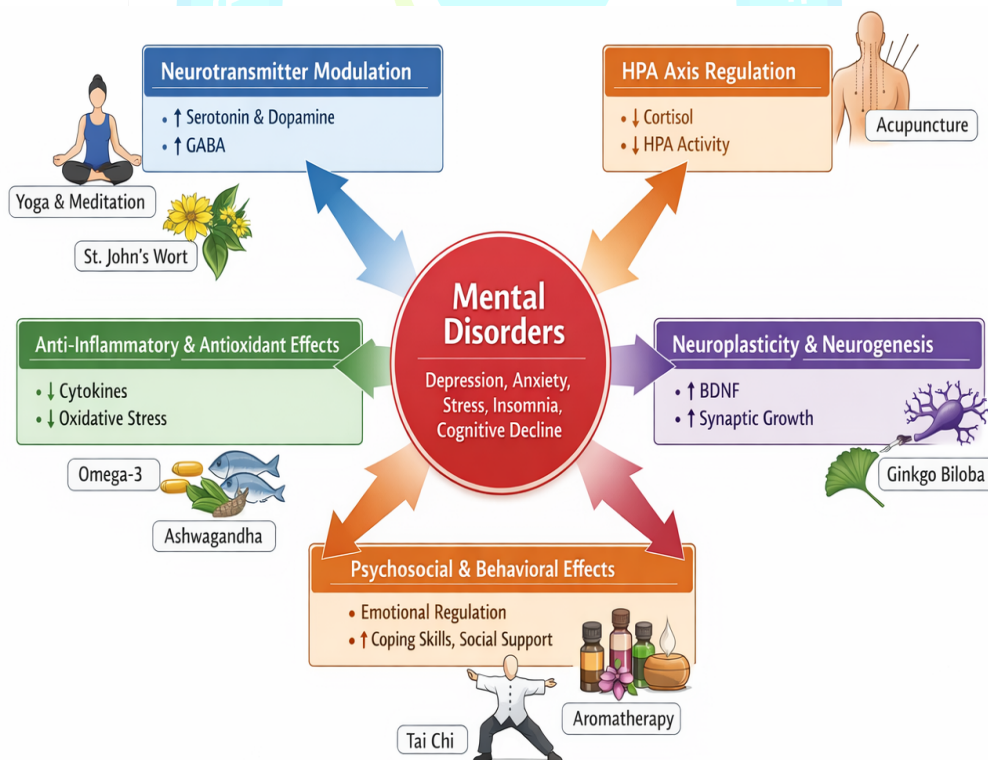 Neurotransmitter Modulation
• ↑ Serotonin & Dopamine
• ↑ GABA
Yoga & Meditation
St. John's Wort
HPA Axis Regulation
• ↓ Cortisol
• ↓ HPA Activity
Acupuncture
Mental
Disorders
Depression, Anxiety,
Stress, Insomnia,
Cognitive Decline
Anti-Inflammatory & Antioxidant Effects
• ↓ Cytokines
• ↓ Oxidative Stress
Omega-3
Ashwagandha
Neuroplasticity & Neurogenesis
• ↑ BDNF
• ↑ Synaptic Growth
Ginkgo Biloba
Psychosocial & Behavioral Effects
• Emotional Regulation
• ↑ Coping Skills, Social Support
Aromatherapy
Tai Chi